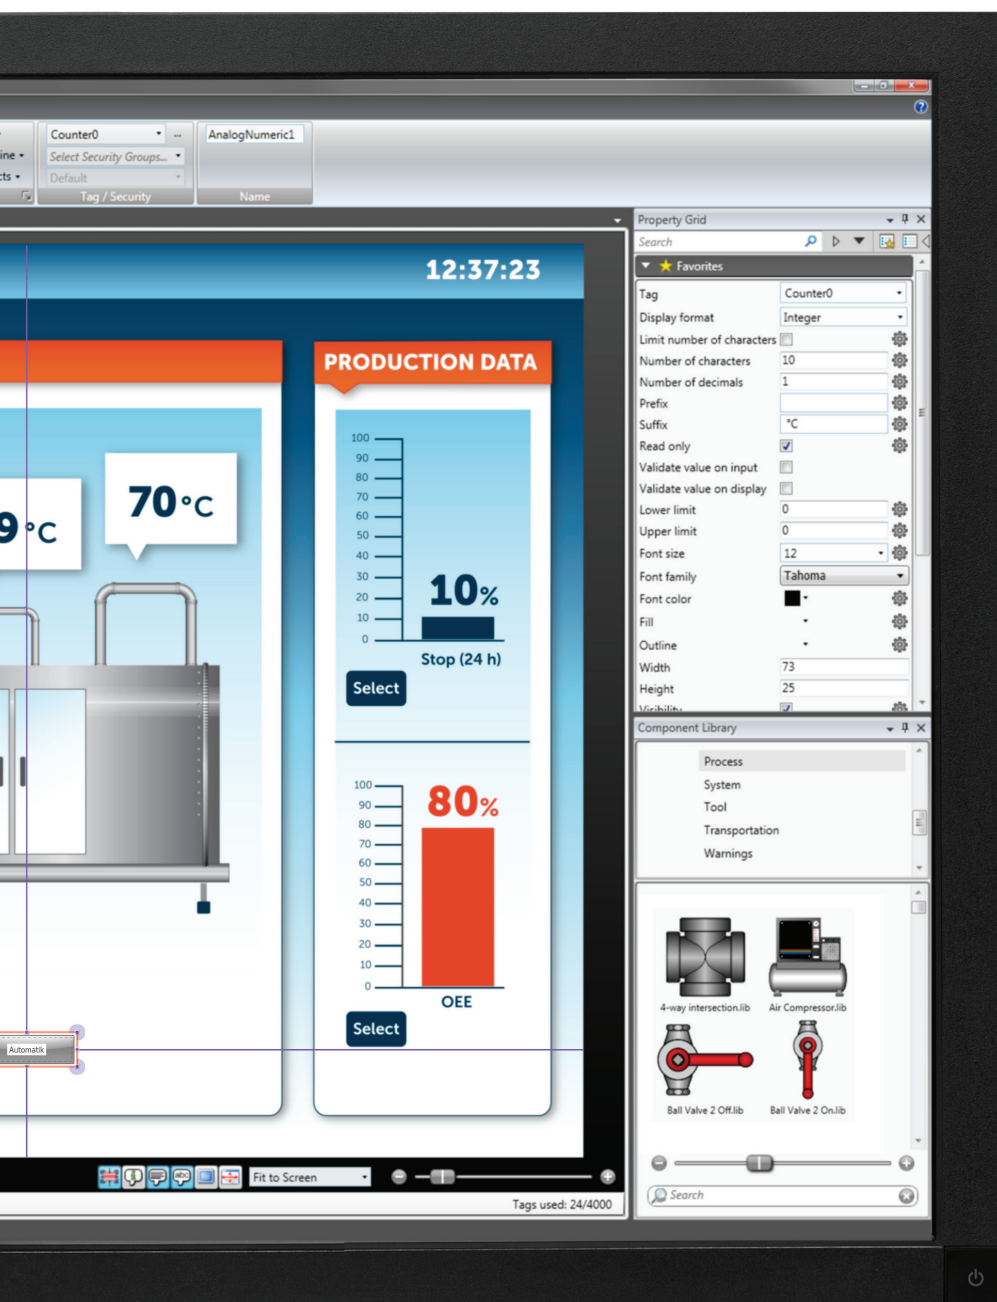 Counter0
AnalogNumeric1
ine
Select Security Groups...
cts
Default
Tag / Security
Name
Property Grid
Search
Favorites
Tag Counter0
Display format Integer
Limit number of characters
Number of characters 10
Number of decimals 1
Prefix
Suffix °C
Read only
Validate value on input
Validate value on display
Lower limit 0
Upper limit 0
Font size 12
Font family Tahoma
Font color
Fill
Outline
Width 73
Height 25
Visibility
12:37:23
PRODUCTION DATA
9°C
70°C
100
90
80
70
60
50
40
30
20
10
0
10%
Stop (24 h)
Select
100
90
80
70
60
50
40
30
20
10
0
80%
OEE
Select
Automatik
Component Library
Process
System
Tool
Transportation
Warnings
4-way intersection.lib
Air Compressor.lib
Ball Valve 2 Off.lib
Ball Valve 2 On.lib
Search
abc
Fit to Screen
Tags used: 24/4000